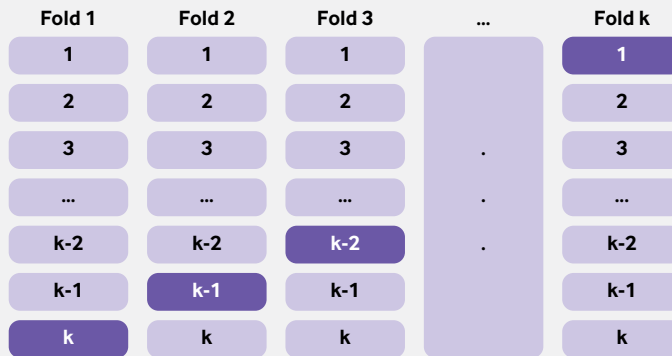 Fold 1 Fold 2 Fold 3 ... Fold k
1 1 1 1
2 2 2 2
3 3 3 . 3
... ... ... . ...
k-2 k-2 k-2 . k-2
k-1 k-1 k-1 k-1
k k k k